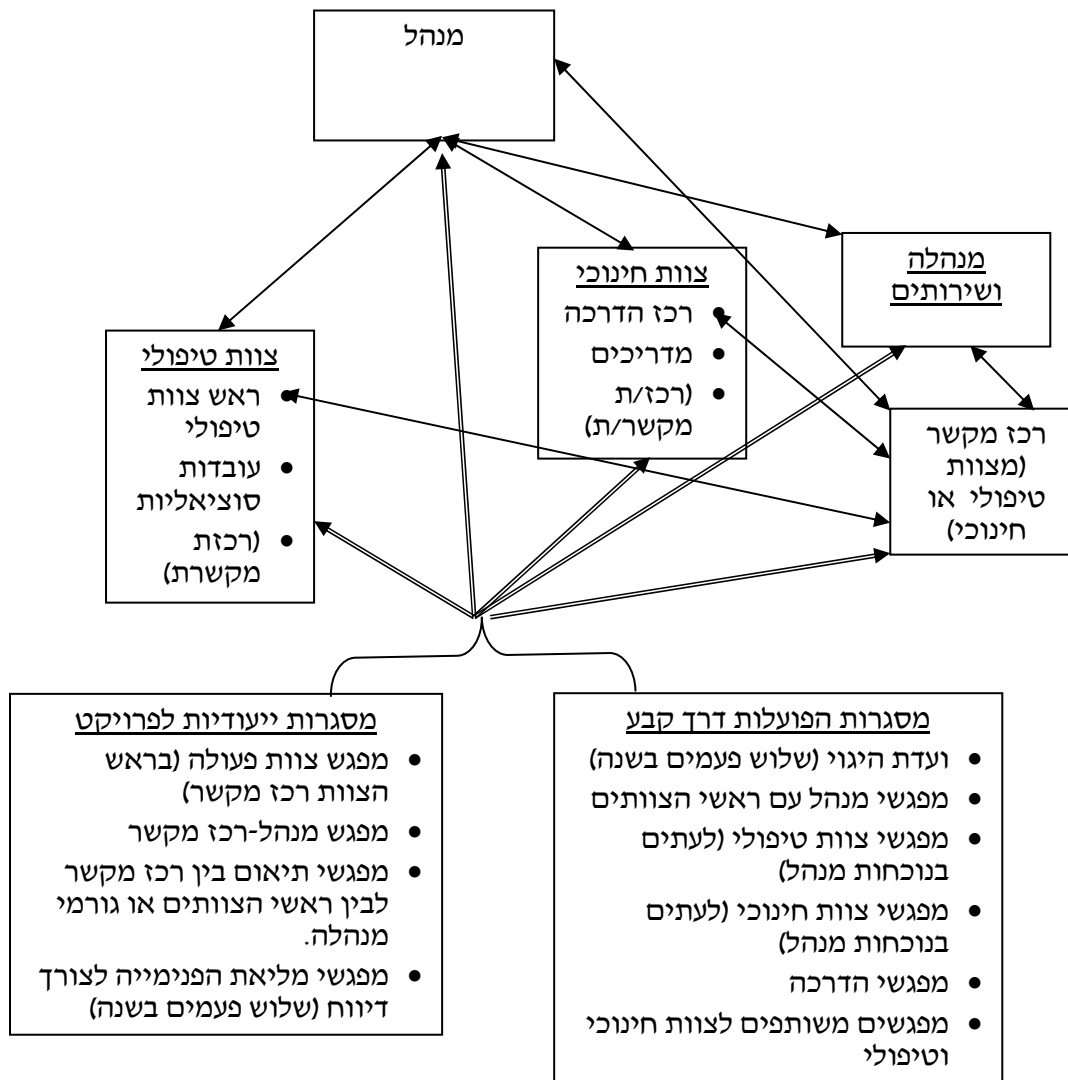 מנהל
מנהלה
ושירותים
צוות חינוכי
רכז הדרכה
מדריכים
(רכז/ת
מקשר/ת)
צוות טיפולי
ראש צוות
טיפולי
עובדות
סוציאליות
(רכזת
מקשרת)
רכז מקשר
(מצוות
טיפולי או
חינוכי)
מסגרות הפועלות דרך קבע
ועדת היגוי (שלוש פעמים בשנה)
מפגשי מנהל עם ראשי הצוותים
מפגשי צוות טיפולי (לעתים
בנוכחות מנהל)
מפגשי צוות חינוכי (לעתים
בנוכחות מנהל)
מפגשי הדרכה
מפגשים משותפים לצוות חינוכי
וטיפולי
מסגרות ייעודיות לפרויקט
מפגש צוות פעולה (בראש
הצוות רכז מקשר)
מפגש מנהל-רכז מקשר
מפגשי תיאום בין רכז מקשר
לבין ראשי הצוותים או גורמי
מנהלה.
מפגשי מליאת הפנימייה לצורך
דיווח (שלוש פעמים בשנה)